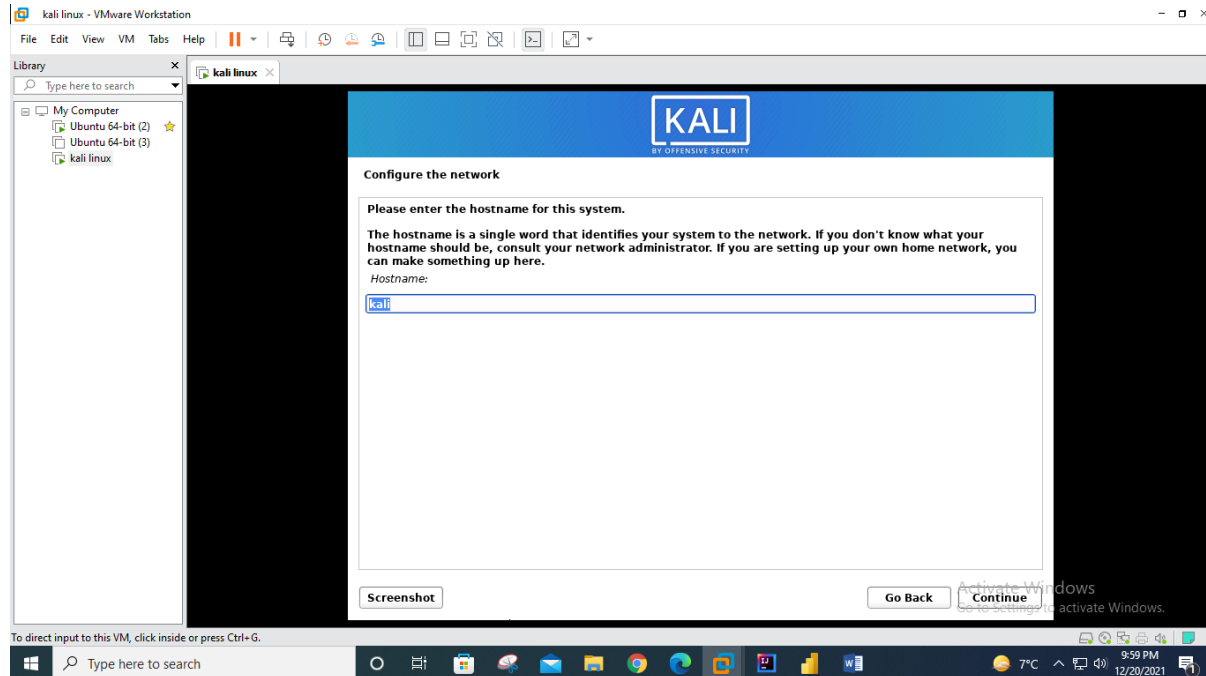 kali linux - VMware Workstation
File Edit View VM Tabs Help
Library
Type here to search
My Computer
Ubuntu 64-bit (2)
Ubuntu 64-bit (3)
kali linux
kali linux
KALI
BY OFFENSIVE SECURITY
Configure the network
Please enter the hostname for this system.
The hostname is a single word that identifies your system to the network. If you don't know what your
hostname should be, consult your network administrator. If you are setting up your own home network, you
can make something up here.
Hostname:
kali
Screenshot
Go Back
Continue
Activate Windows
Go to Settings to activate Windows.
To direct input to this VM, click inside or press Ctrl+G.
Type here to search
7°C
9:59 PM
12/20/2021
1